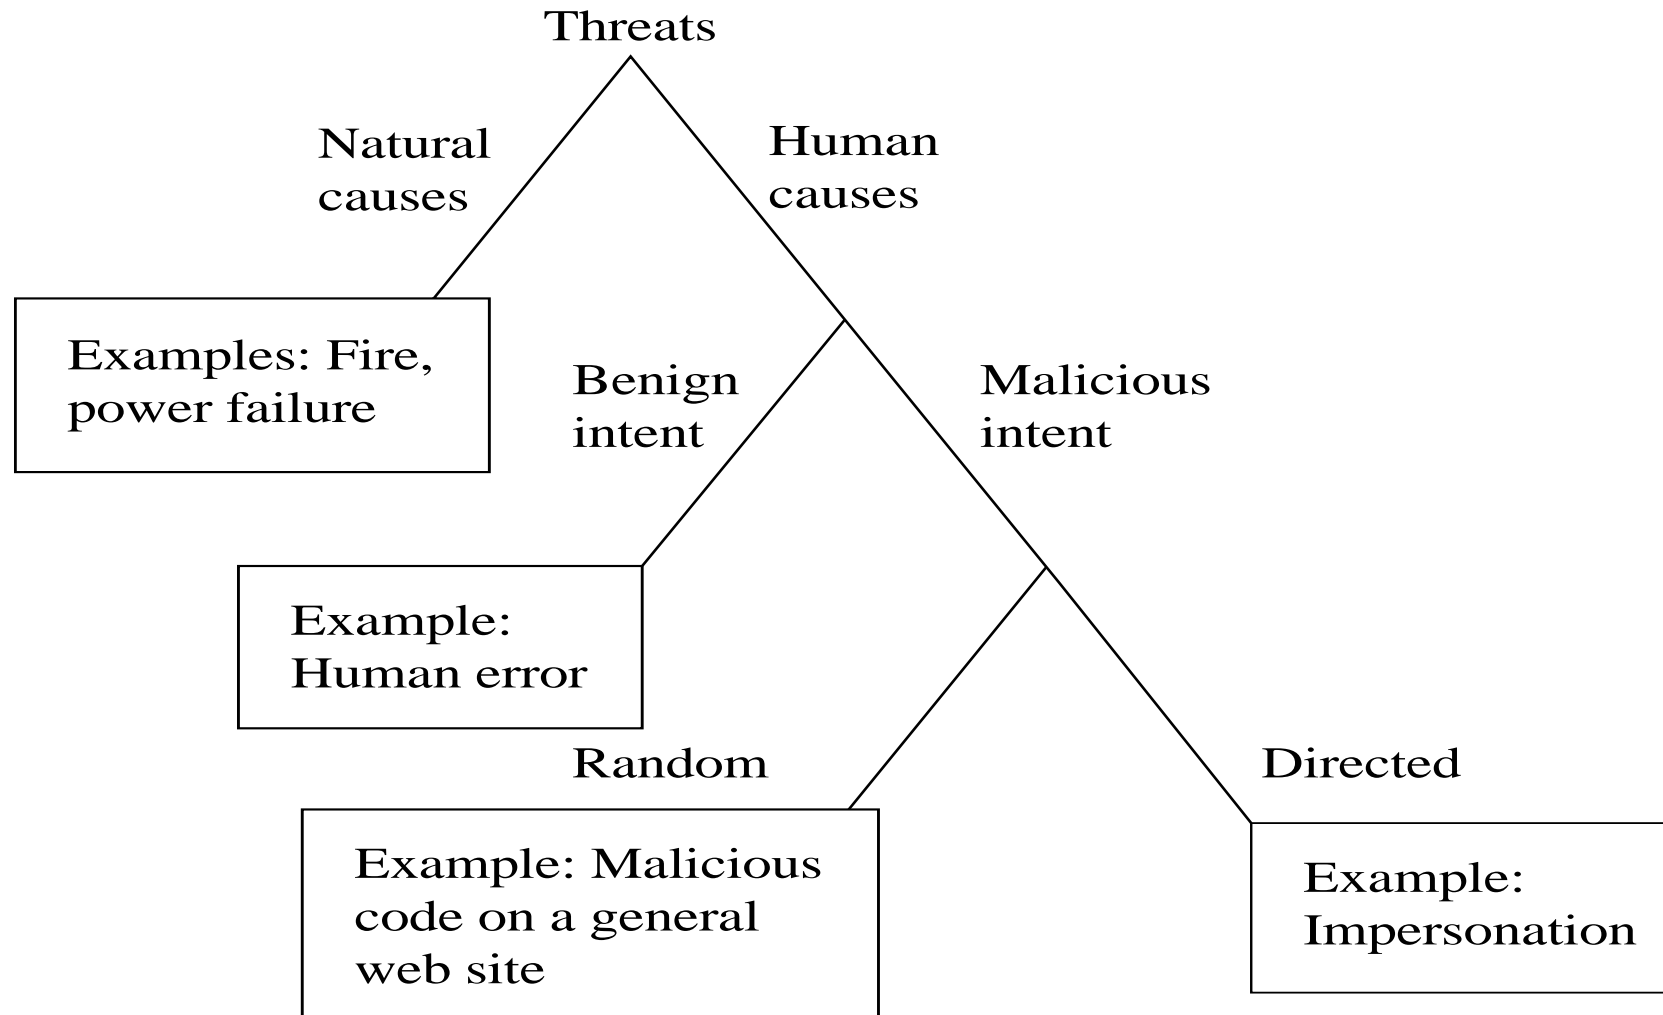 Threats
Natural
causes
Human
causes
Examples: Fire,
power failure
Benign
intent
Malicious
intent
Example:
Human error
Random
Directed
Example: Malicious
code on a general
web site
Example:
Impersonation